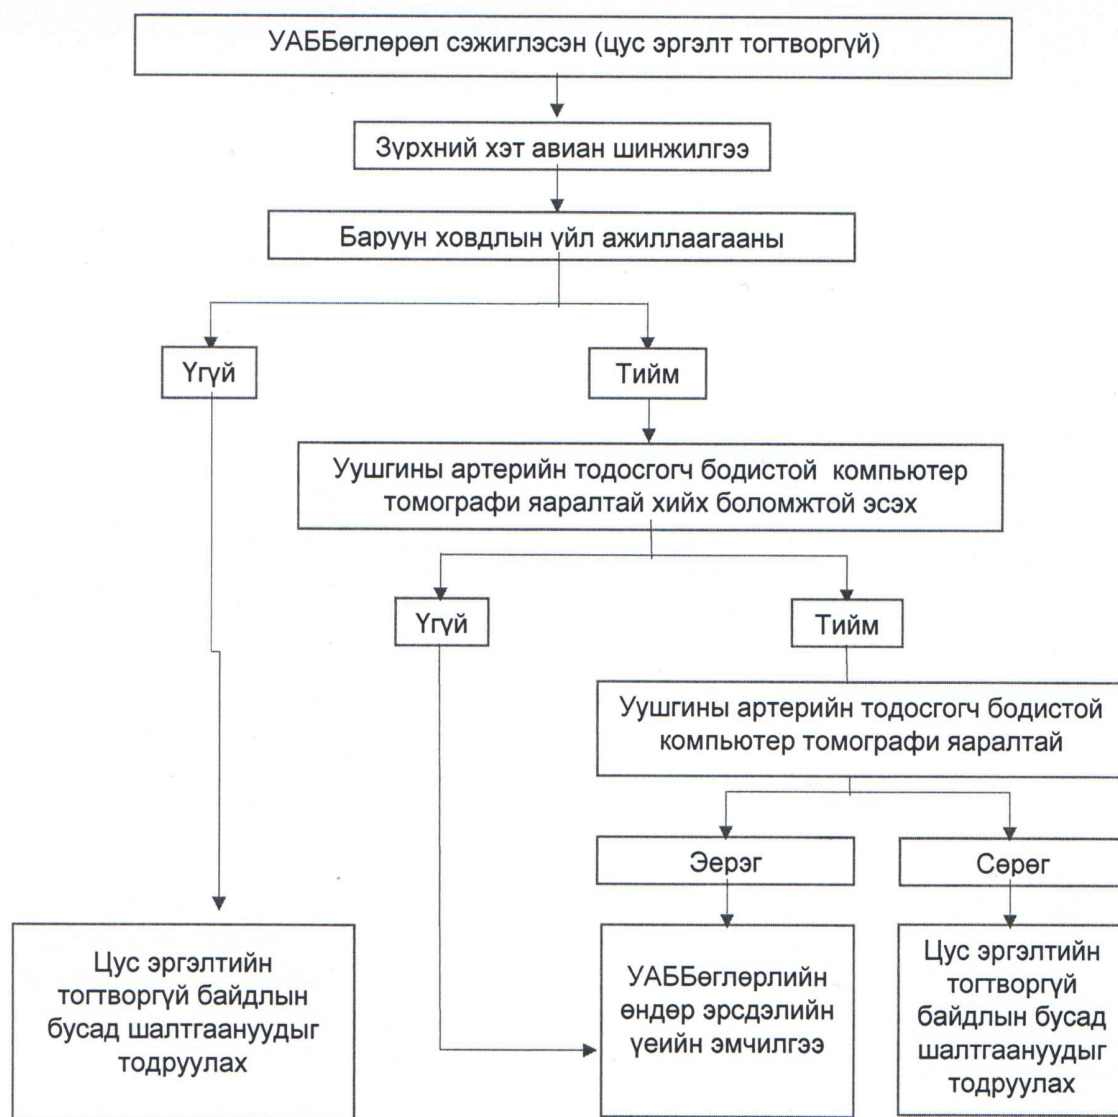 УАББөглөрөл сэжиглэсэн (цус эргэлт тогтворгүй)
Зүрхний хэт авиан шинжилгээ
Баруун ховдлын үйл ажиллаагааны
Үгүй
Тийм
Уушгины артерийн тодосгогч бодистой компьютер
томографи яаралтай хийх боломжтой эсэх
Үгүй
Тийм
Уушгины артерийн тодосгогч бодистой
компьютер томографи яаралтай
Эерэг
Сөрөг
Цус эргэлтийн
тогтворгүй байдлын
бусад шалтгаануудыг
тодруулах
УАББөглөрлийн
өндөр эрсдэлийн
үеийн эмчилгээ
Цус эргэлтийн
тогтворгүй
байдлын бусад
шалтгаануудыг
тодруулах